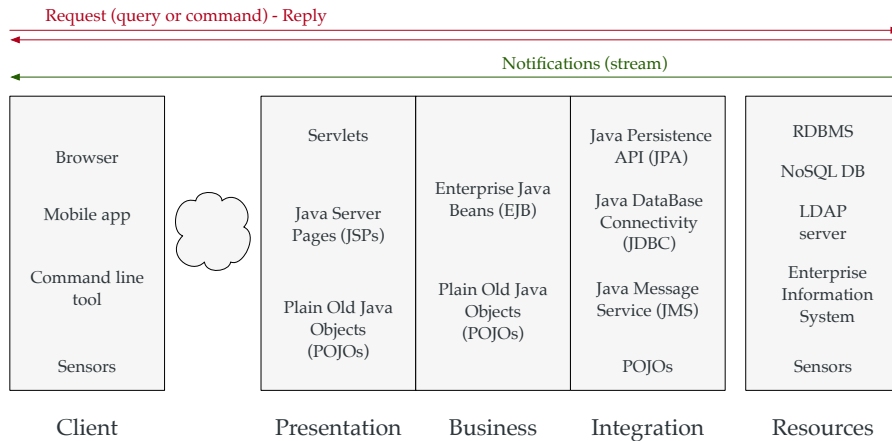 Request (query or command) - Reply
Notifications (stream)
Browser
Mobile app
Command line
tool
Sensors
Client
Servlets
Java Server
Pages (JSPs)
Plain Old Java
Objects
(POJOs)
Presentation
Enterprise Java
Beans (EJB)
Plain Old Java
Objects
(POJOs)
Business
Java Persistence
API (JPA)
Java DataBase
Connectivity
(JDBC)
Java Message
Service (JMS)
POJOs
Integration
RDBMS
NoSQL DB
LDAP
server
Enterprise
Information
System
Sensors
Resources